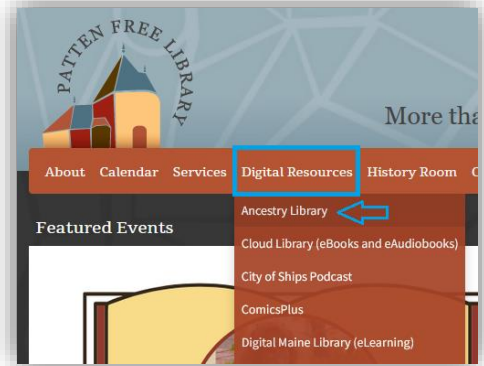 PATTEN FREE LIBRARY
More tha
About Calendar Services Digital Resources History Room
Ancestry Library
Featured Events
Cloud Library (eBooks and eAudiobooks)
City of Ships Podcast
ComicsPlus
Digital Maine Library (eLearning)